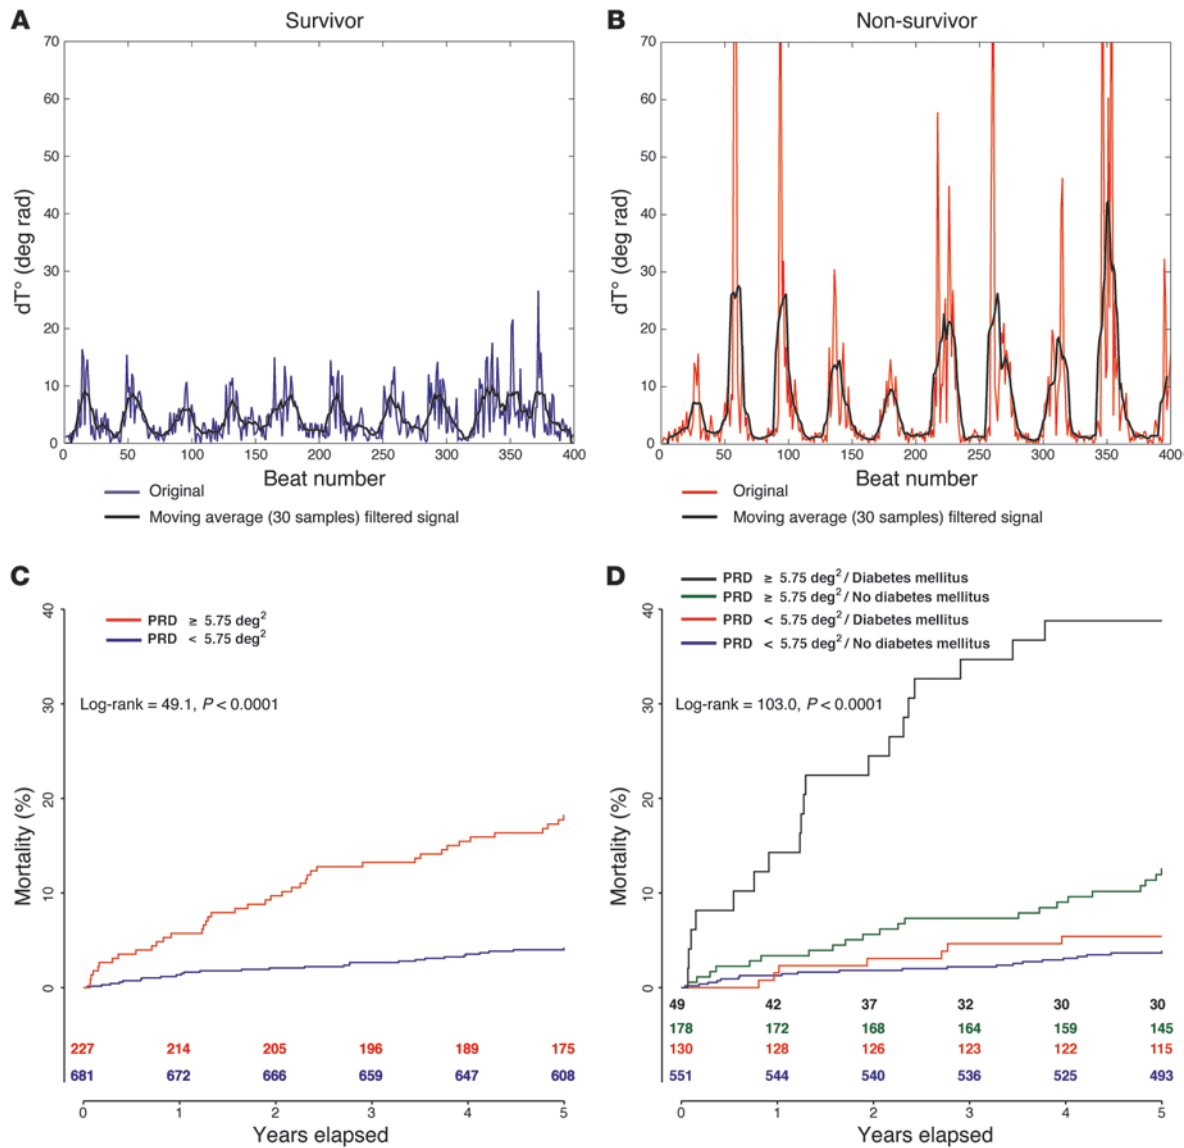 A
Survivor
70
60
50
40
30
20
10
0
dT° (deg rad)
0 50 100 150 200 250 300 350 400
Beat number
Original
Moving average (30 samples) filtered signal
B
Non-survivor
70
60
50
40
30
20
10
0
dT° (deg rad)
0 50 100 150 200 250 300 350 400
Beat number
Original
Moving average (30 samples) filtered signal
C
PRD ≥ 5.75 deg²
PRD < 5.75 deg²
Log-rank = 49.1, P < 0.0001
40
30
20
10
0
Mortality (%)
227 214 205 196 189 175
681 672 666 659 647 608
0 1 2 3 4 5
Years elapsed
D
PRD ≥ 5.75 deg² / Diabetes mellitus
PRD ≥ 5.75 deg² / No diabetes mellitus
PRD < 5.75 deg² / Diabetes mellitus
PRD < 5.75 deg² / No diabetes mellitus
Log-rank = 103.0, P < 0.0001
40
30
20
10
0
Mortality (%)
49 42 37 32 30 30
178 172 168 164 159 145
130 128 126 123 122 115
551 544 540 536 525 493
0 1 2 3 4 5
Years elapsed